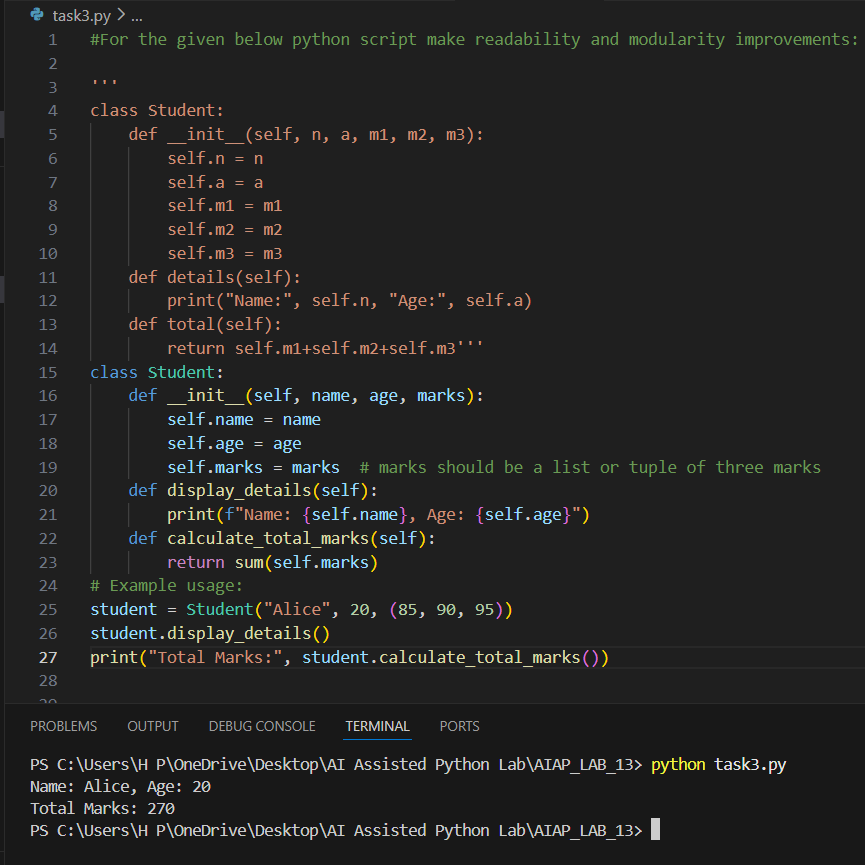 task3.py > ...
1 #For the given below python script make readability and modularity improvements:
2
3 '''
4 class Student:
5     def __init__(self, n, a, m1, m2, m3):
6         self.n = n
7         self.a = a
8         self.m1 = m1
9         self.m2 = m2
10         self.m3 = m3
11     def details(self):
12         print("Name:", self.n, "Age:", self.a)
13     def total(self):
14         return self.m1+self.m2+self.m3'''
15 class Student:
16     def __init__(self, name, age, marks):
17         self.name = name
18         self.age = age
19         self.marks = marks  # marks should be a list or tuple of three marks
20     def display_details(self):
21         print(f"Name: {self.name}, Age: {self.age}")
22     def calculate_total_marks(self):
23         return sum(self.marks)
24 # Example usage:
25 student = Student("Alice", 20, (85, 90, 95))
26 student.display_details()
27 print("Total Marks:", student.calculate_total_marks())
28
29
PROBLEMS OUTPUT DEBUG CONSOLE TERMINAL PORTS
PS C:\Users\H P\OneDrive\Desktop\AI Assisted Python Lab\AIAP_LAB_13> python task3.py
Name: Alice, Age: 20
Total Marks: 270
PS C:\Users\H P\OneDrive\Desktop\AI Assisted Python Lab\AIAP_LAB_13>